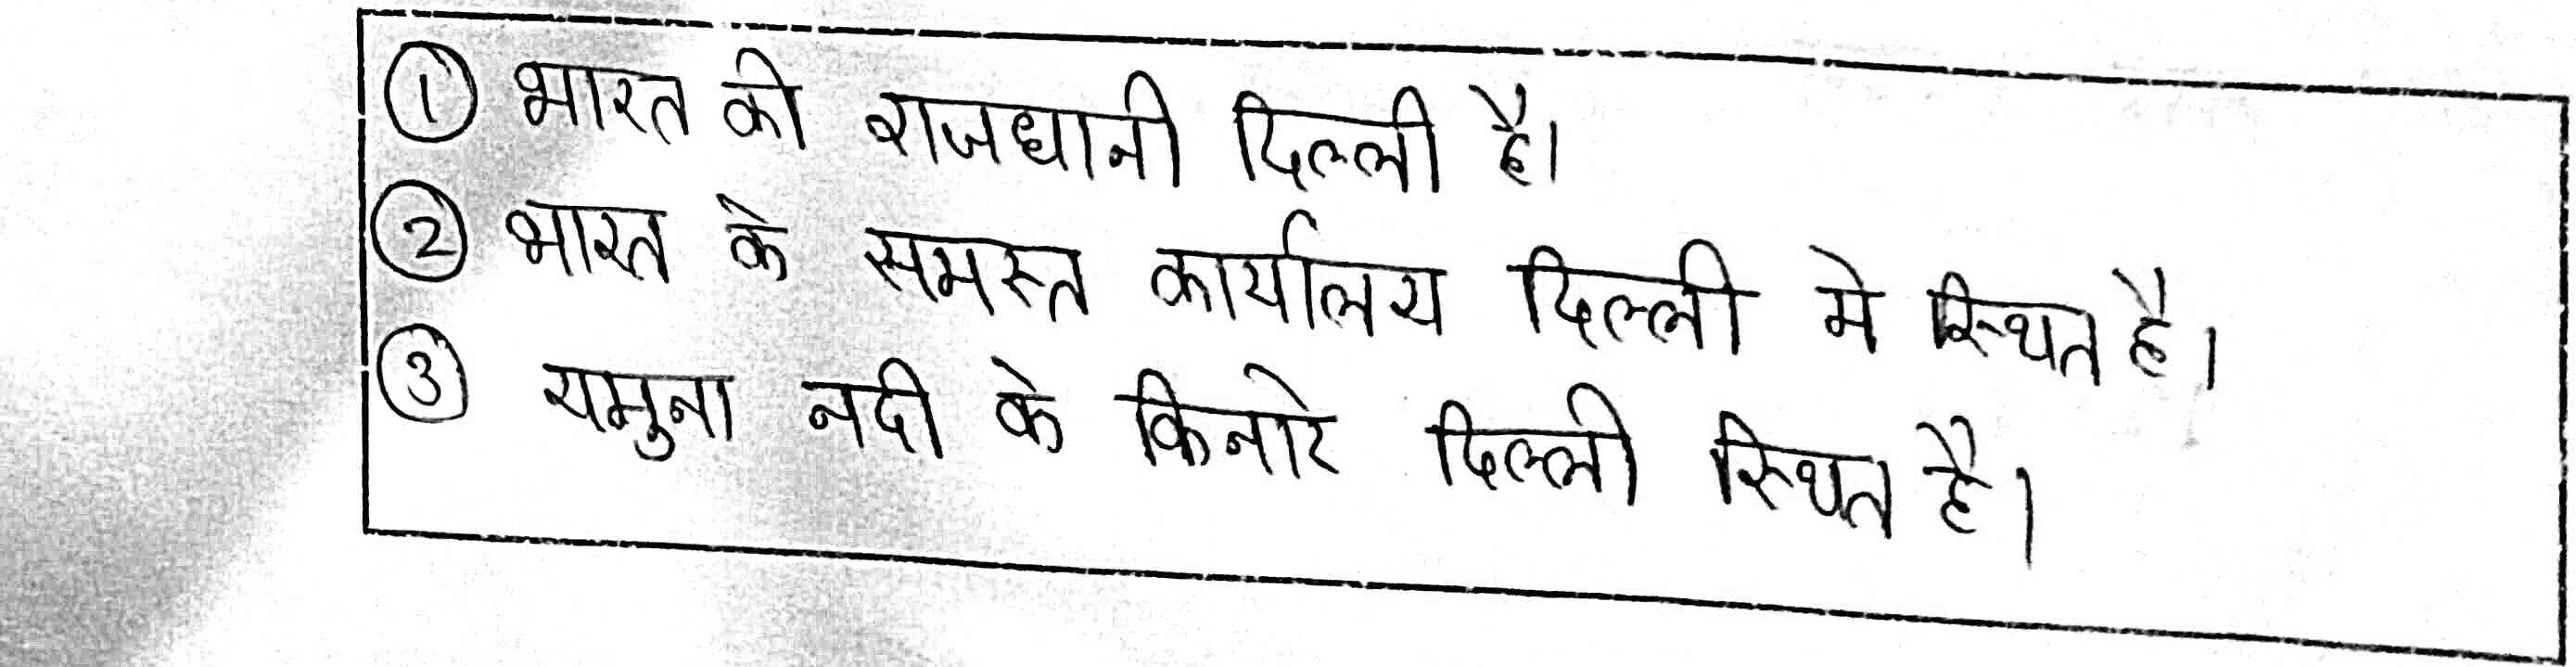 ① भारत की राजधानी दिल्ली है।
② भारत के समस्त कार्यालय दिल्ली मे स्थित है।
③ यमुना नदी के किनारे दिल्ली स्थित है।